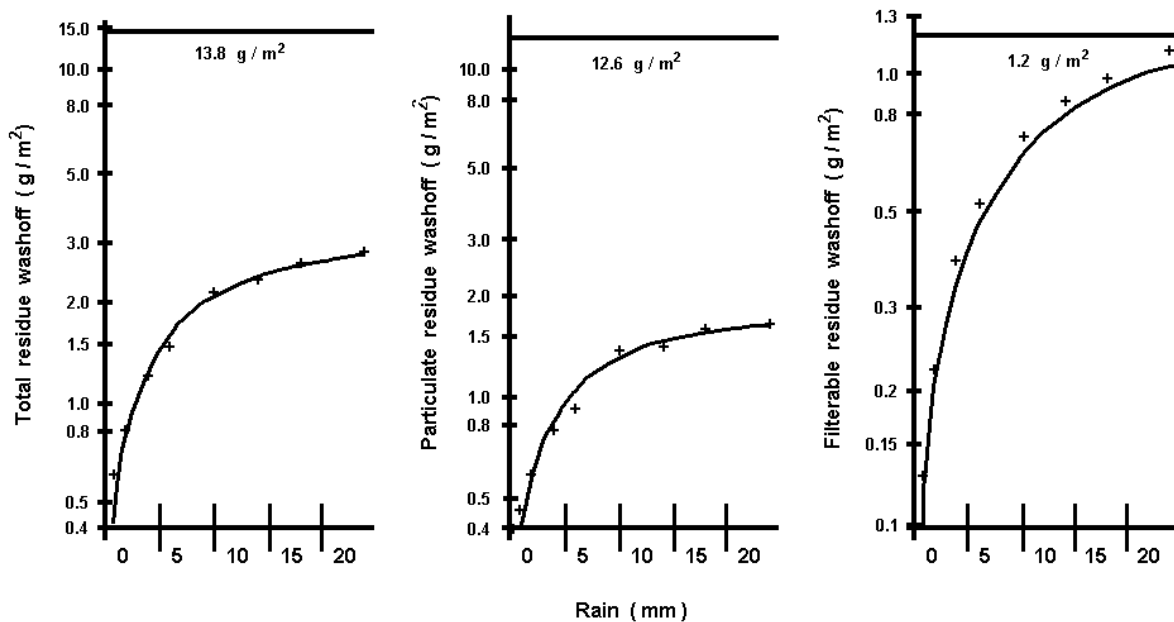 Total residue washoff ( g / m²)
15.0
10.0
8.0
5.0
3.0
2.0
1.5
1.0
0.8
0.5
0.4
13.8 g / m²
0 5 10 15 20
Particulate residue washoff ( g / m²)
10.0
8.0
5.0
3.0
2.0
1.5
1.0
0.8
0.5
0.4
12.6 g / m²
0 5 10 15 20
Filterable residue washoff ( g / m²)
1.3
1.0
0.8
0.5
0.3
0.2
0.15
0.1
1.2 g / m²
0 5 10 15 20
Rain ( mm )